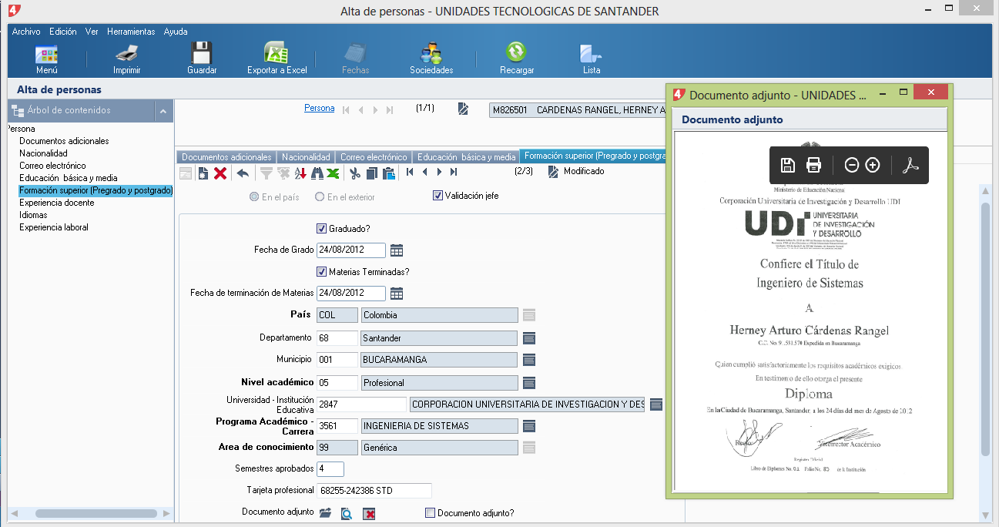 Alta de personas - UNIDADES TECNOLOGICAS DE SANTANDER
Archivo Edición Ver Herramientas Ayuda
Menú Imprimir Guardar Exportar a Excel Fechas Sociedades Recargar Lista
Alta de personas
Árbol de contenidos
Persona
Documentos adicionales
Nacionalidad
Correo electrónico
Educación básica y media
Formación superior (Pregrado y postgrado)
Experiencia docente
Idiomas
Experiencia laboral
Persona (1/1) M826501 CARDENAS RANGEL, HERNEY A
Documentos adicionales Nacionalidad Correo electrónico Educación básica y media Formación superior (Pregrado y postgra
(2/3) Modificado
En el país En el exterior Validación jefe
Graduado?
Fecha de Grado 24/08/2012
Materias Terminadas?
Fecha de terminación de Materias 24/08/2012
País COL Colombia
Departamento 68 Santander
Municipio 001 BUCARAMANGA
Nivel académico 05 Profesional
Universidad - Institución
Educativa 2847 CORPORACION UNIVERSITARIA DE INVESTIGACION Y DES
Programa Académico -
Carrera 3561 INGENIERIA DE SISTEMAS
Area de conocimiento 99 Genérica
Semestres aprobados 4
Tarjeta profesional 68255-242386 STD
Documento adjunto Documento adjunto?
Documento adjunto - UNIDADES ...
Documento adjunto
Ministerio de Educación Nacional
Corporación Universitaria de Investigación y Desarrollo UDI
UDI UNIVERSITARIA
DE INVESTIGACIÓN
Y DESARROLLO
Confiere el Título de
Ingeniero de Sistemas
A
Herney Arturo Cárdenas Rangel
Expedida en Bucaramanga
Quien cumplió satisfactoriamente los requisitos académicos exigidos
En testimonio de ello otorga el presente
Diploma
En la Ciudad de Bucaramanga, Santander, a los 24 días del mes de Agosto de 2012
Rector Vicerrector Académico
Registro Oficial